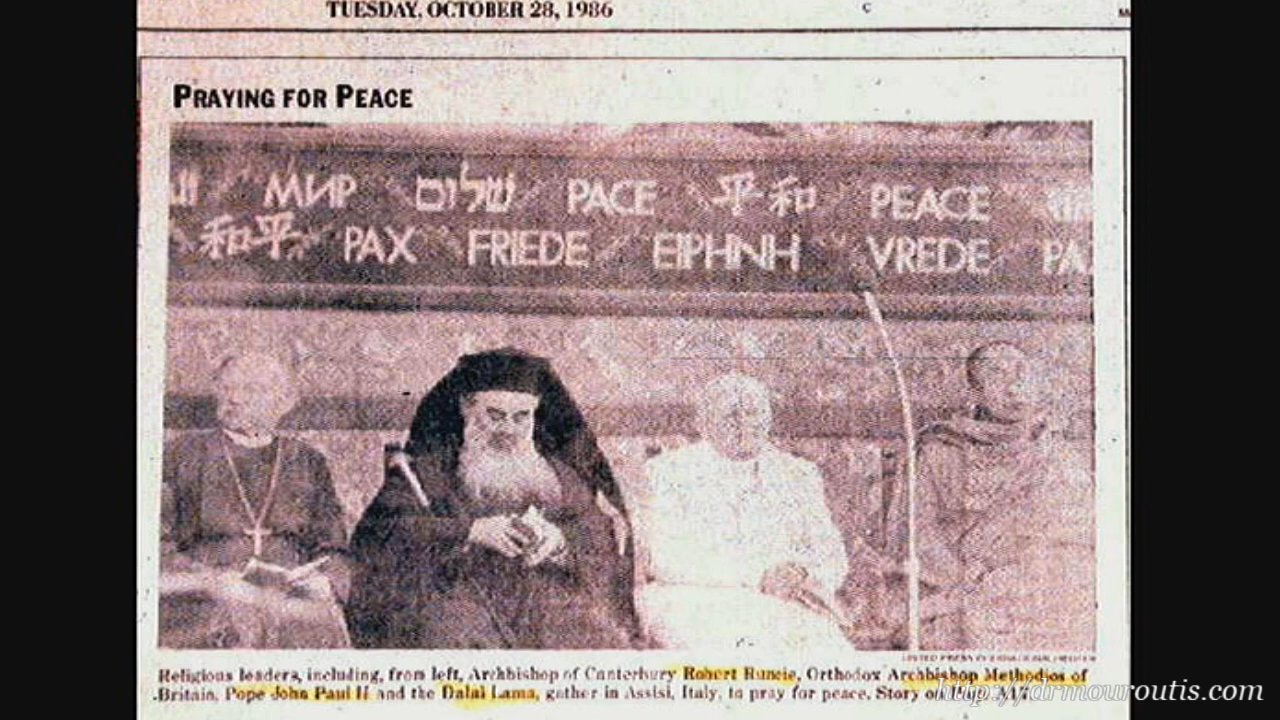 TUESDAY, OCTOBER 28, 1986
C
PRAYING FOR PEACE
МИР שלום PACE 平和 PEACE
和平 PAX FRIEDE ΕΙΡΗΝΗ VREDE PAX
Religious leaders, including, from left, Archbishop of Canterbury Robert Runcie, Orthodox Archbishop Methodios of
Britain, Pope John Paul II and the Dalai Lama, gather in Assisi, Italy, to pray for peace. Story on
http://drmouroutis.com